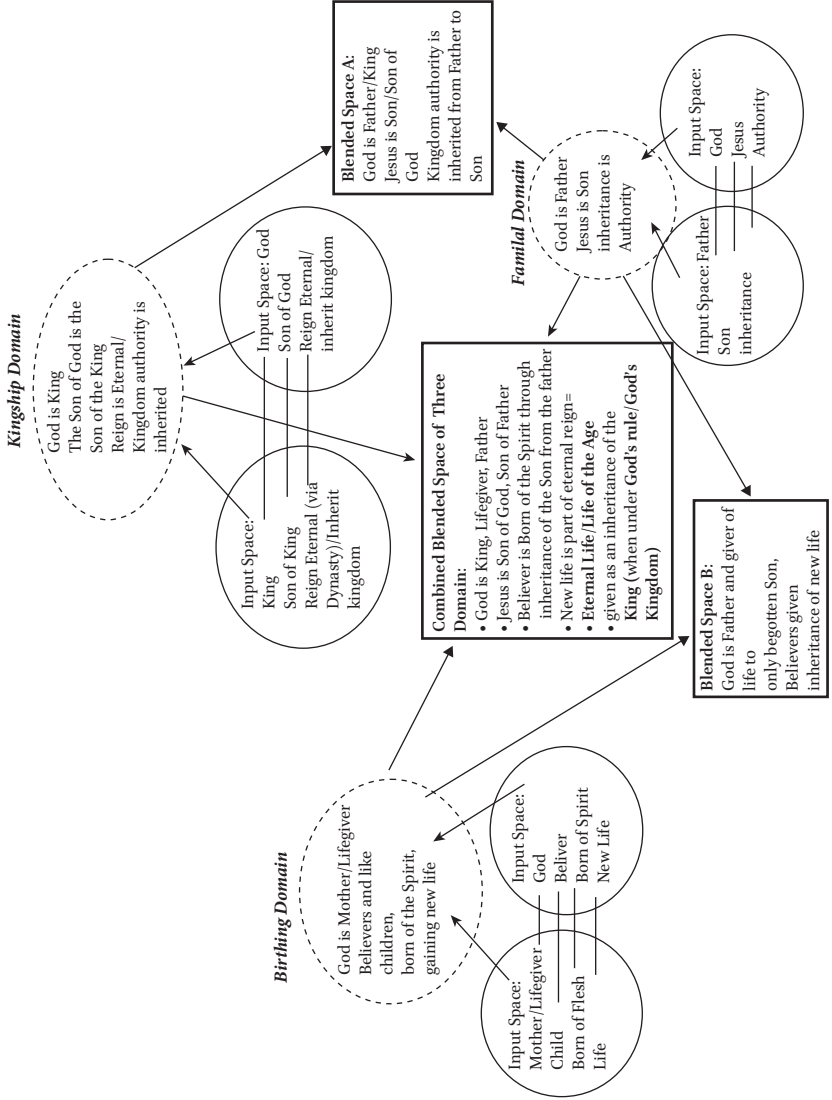 Kingship Domain
God is King
The Son of God is the
Son of the King
Reign is Eternal/
Kingdom authority is
inherited
Input Space:
King
Son of King
Reign Eternal (via
Dynasty)/Inherit
kingdom
Input Space: God
Son of God
Reign Eternal/
inherit kingdom
Blended Space A:
God is Father/King
Jesus is Son/Son of
God
Kingdom authority is
inherited from Father to
Son
Birthing Domain
God is Mother/Lifegiver
Believers and like
children,
born of the Spirit,
gaining new life
Input Space:
Mother/Lifegiver
Child
Born of Flesh
Life
Input Space:
God
Beliver
Born of Spirit
New Life
Combined Blended Space of Three
Domain:
• God is King, Lifegiver, Father
• Jesus is Son of God, Son of Father
• Believer is Born of the Spirit through
inheritance of the Son from the father
• New life is part of eternal reign=
• Eternal Life/Life of the Age
• given as an inheritance of the
King (when under God's rule/God's
Kingdom)
Familal Domain
God is Father
Jesus is Son
inheritance is
Authority
Input Space: Father
Son
inheritance
Input Space:
God
Jesus
Authority
Blended Space B:
God is Father and giver of
life to
only begotten Son,
Believers given
inheritance of new life